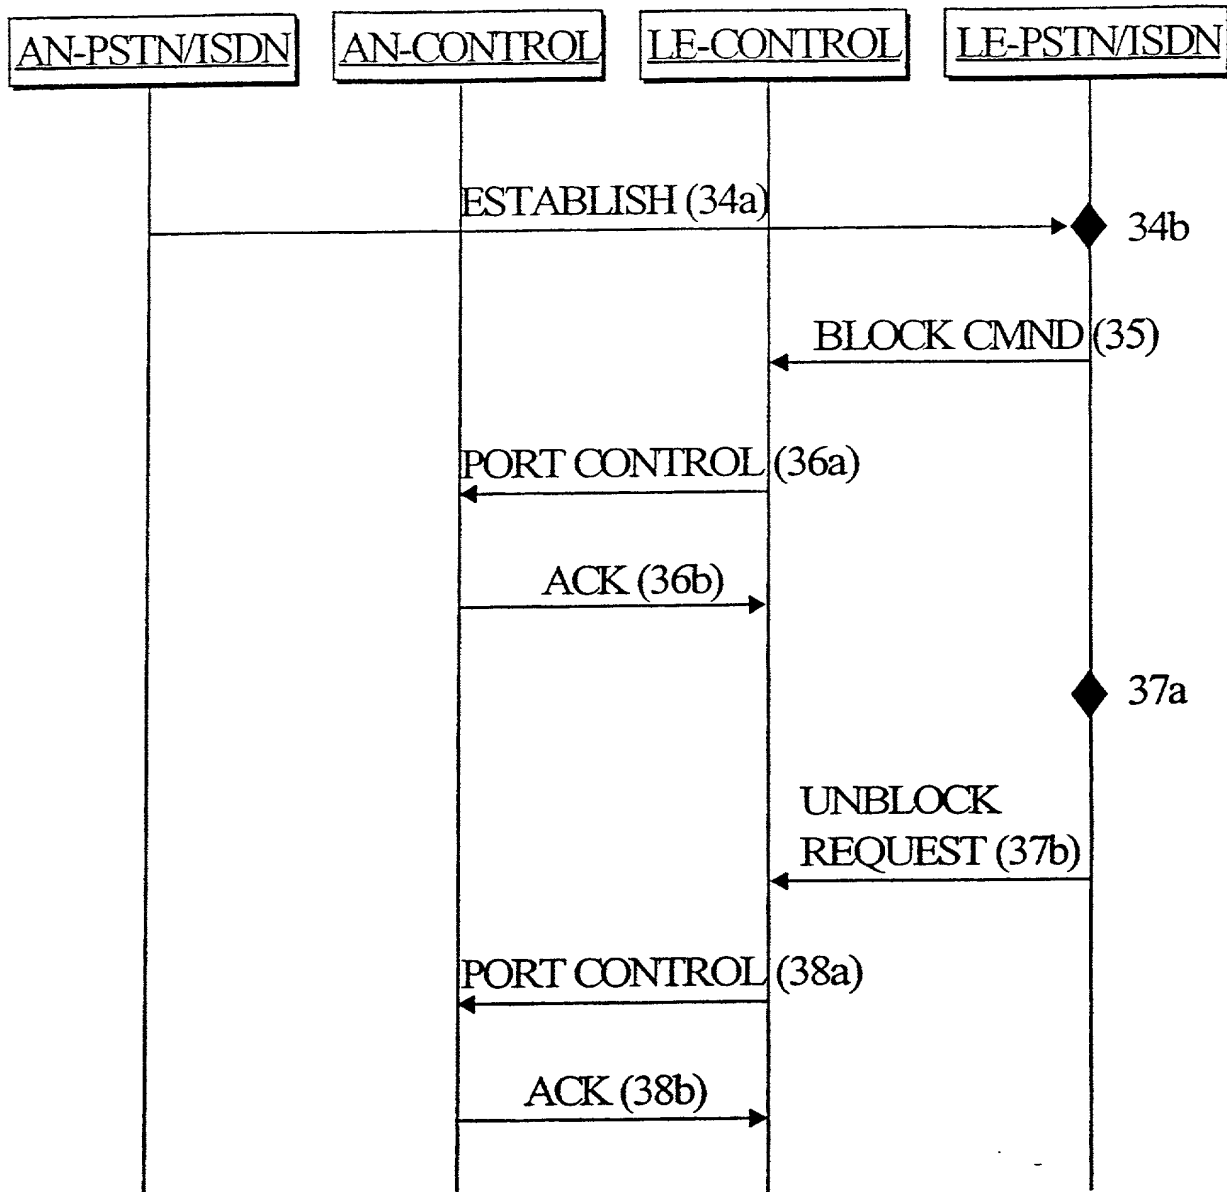 AN-PSTN/ISDN
AN-CONTROL
LE-CONTROL
LE-PSTN/ISDN
ESTABLISH (34a)
34b
BLOCK CMND (35)
PORT CONTROL (36a)
ACK (36b)
37a
UNBLOCK
REQUEST (37b)
PORT CONTROL (38a)
ACK (38b)